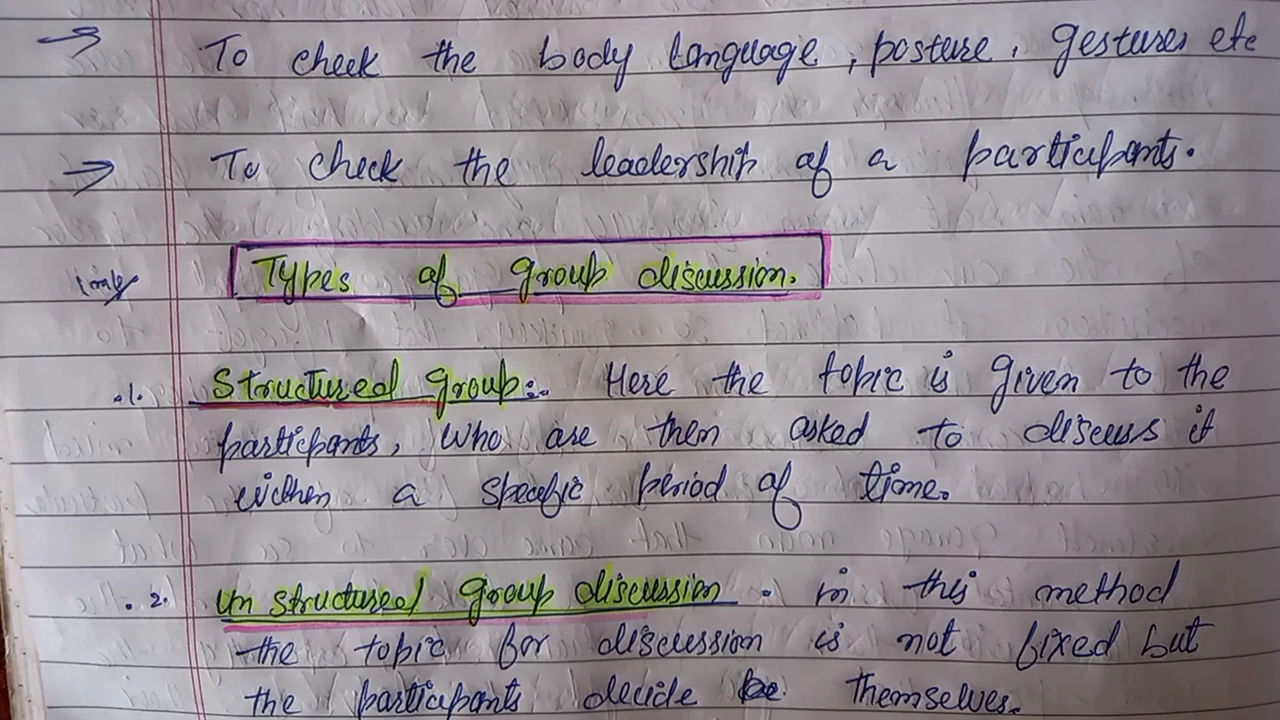 → To check the body language, posture, gestures etc
→ To check the leadership of a participants.
Types of group discussion.
1. Structured group:- Here the topic is given to the
participants, who are then asked to discuss it
within a specific period of time.
2. Unstructured group discussion. in this method
the topic for discussion is not fixed but
the participants decide themselves.